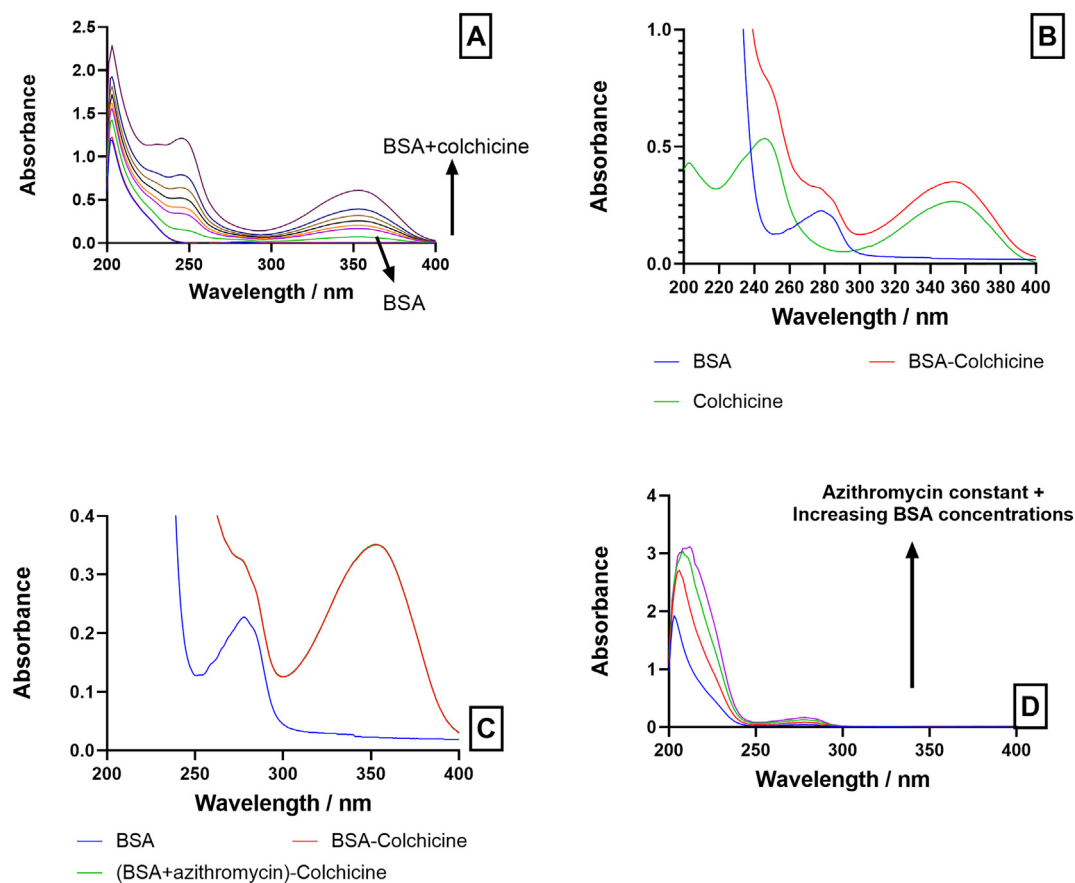 A
2.5
2.0
1.5
1.0
0.5
0.0
200 250 300 350 400
Absorbance
Wavelength / nm
BSA+colchicine
BSA
B
1.0
0.5
0.0
200 220 240 260 280 300 320 340 360 380 400
Absorbance
Wavelength / nm
BSA
BSA-Colchicine
Colchicine
C
0.4
0.3
0.2
0.1
0.0
200 250 300 350 400
Absorbance
Wavelength / nm
BSA
BSA-Colchicine
(BSA+azithromycin)-Colchicine
Azithromycin constant +
Increasing BSA concentrations
D
4
3
2
1
0
200 250 300 350 400
Absorbance
Wavelength / nm